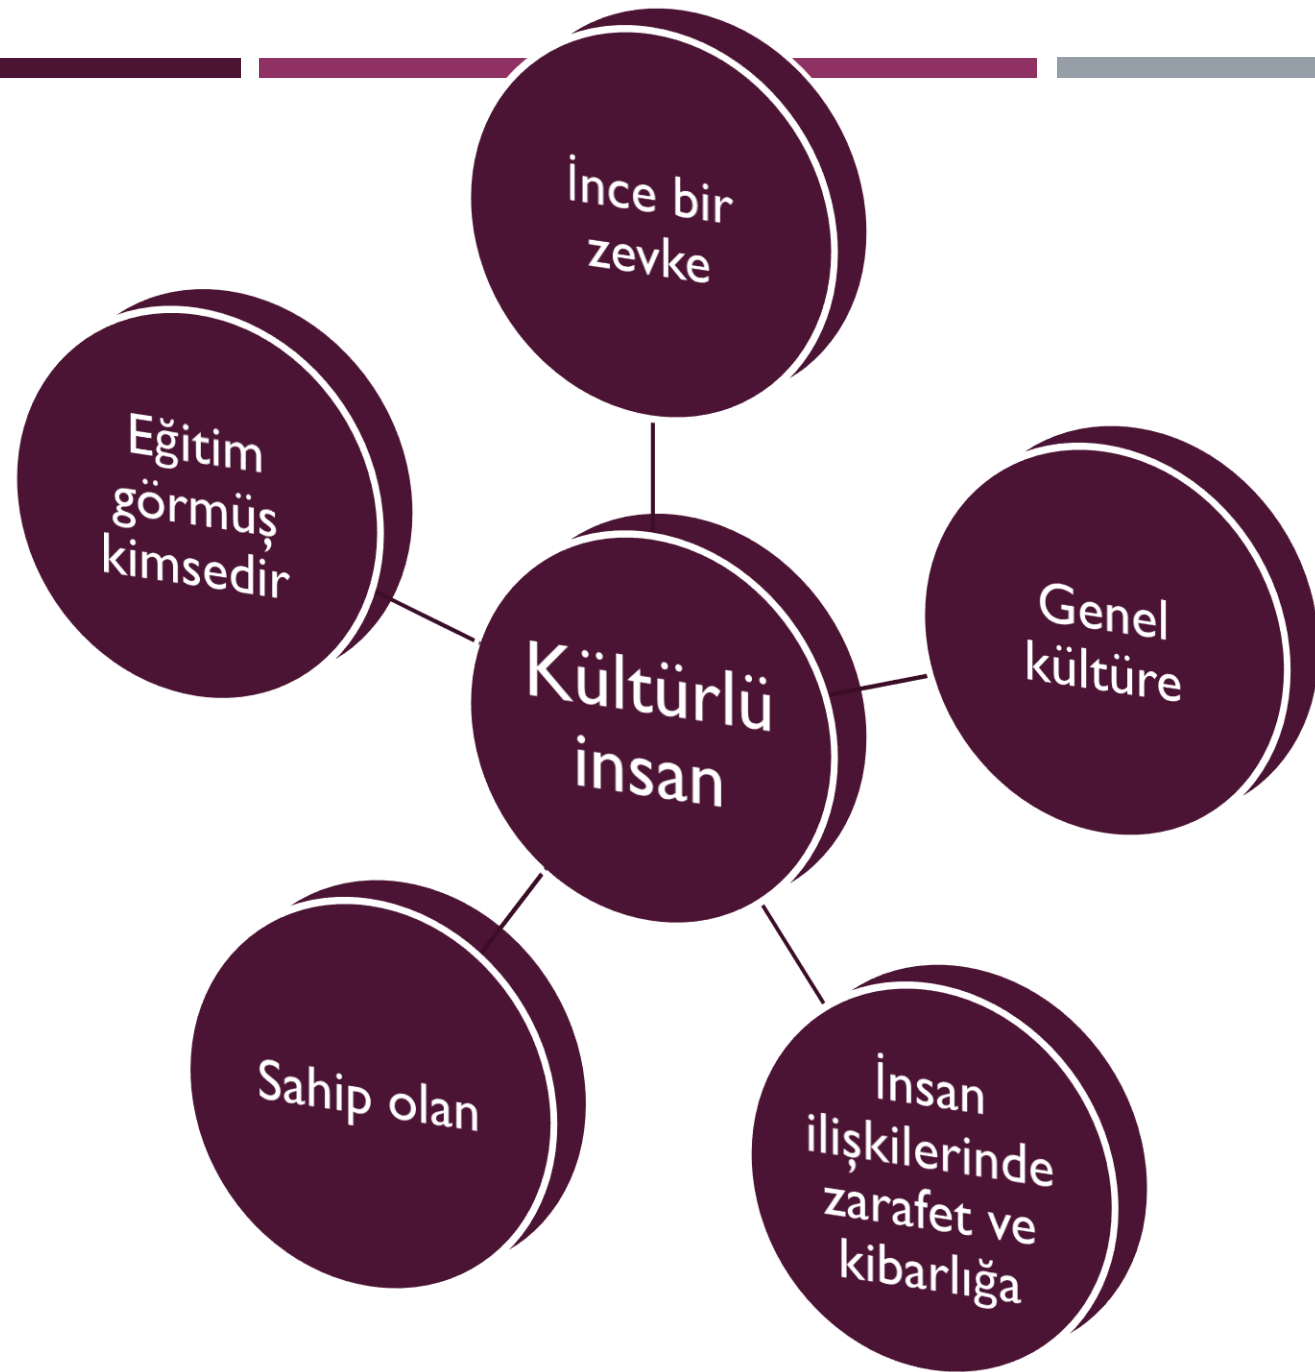 İnce bir
zevke
Eğitim
görmüş
kimsedir
Genel
kültüre
Kültürlü
insan
Sahip olan
İnsan
ilişkilerinde
zarafet ve
kibarlığa